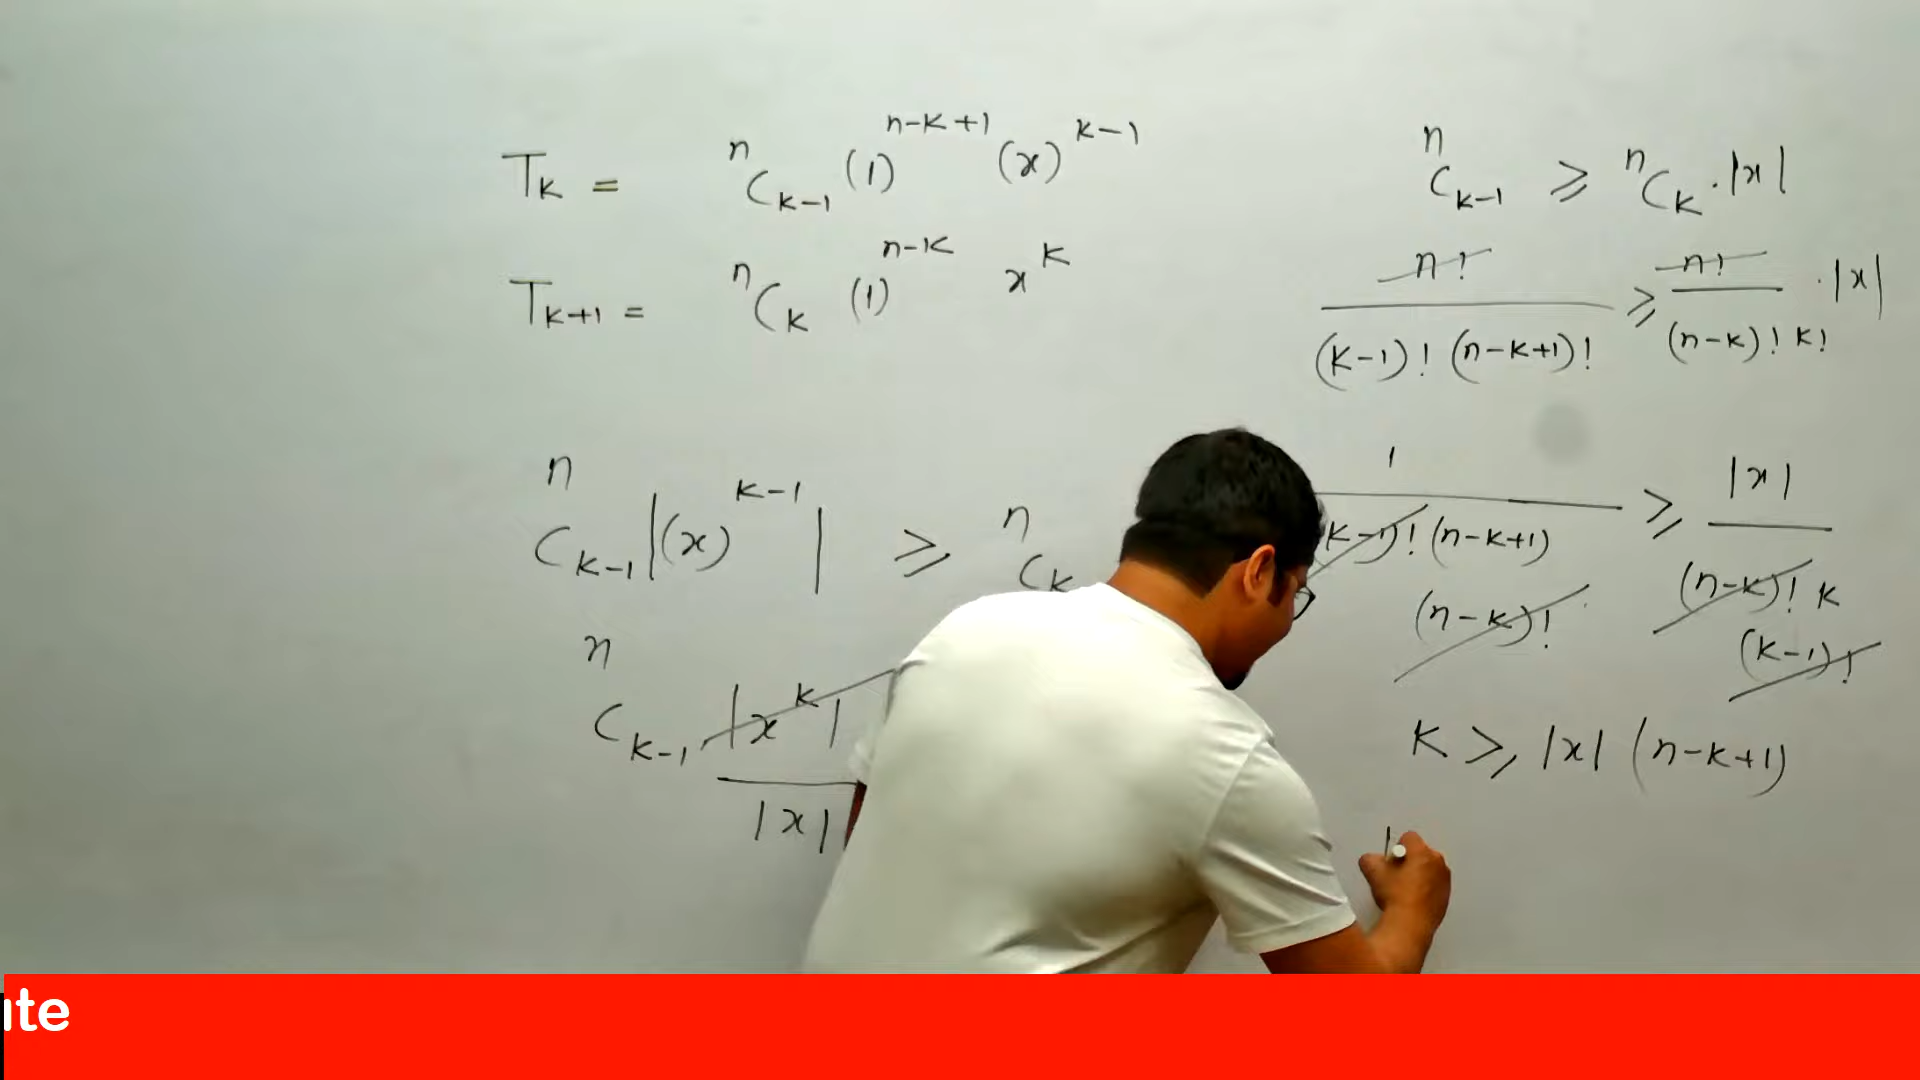 T_k = ⁿC_{k-1} (1)^{n-k+1} (x)^{k-1}
T_{k+1} = ⁿC_k (1)^{n-k} x^k
ⁿC_{k-1} |(x)^{k-1}| ⩾ ⁿC_k
ⁿC_{k-1} |x^k| / |x|
ⁿC_{k-1} ⩾ ⁿC_k . |x|
n! / (k-1)! (n-k+1)! ⩾ n! / (n-k)! k! . |x|
1 / (k-1)! (n-k+1) (n-k)! ⩾ |x| / (n-k)! k (k-1)!
k ⩾ |x| (n-k+1)